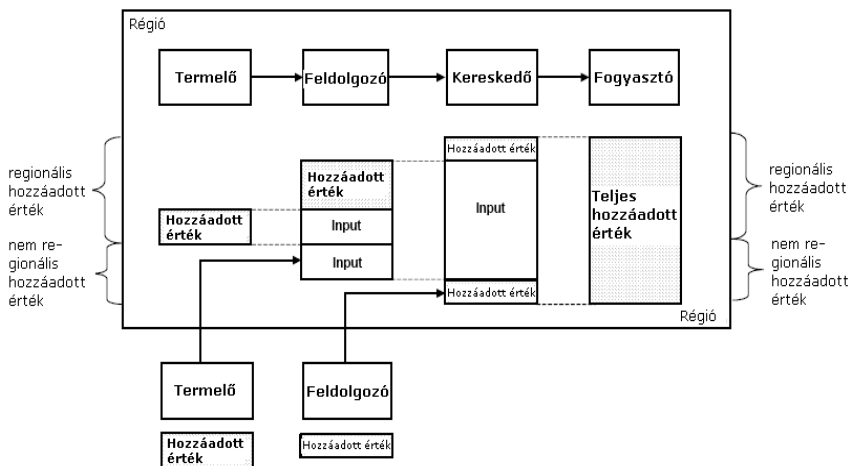 Régió
Termelő
Feldolgozó
Kereskedő
Fogyasztó
regionális
hozzáadott
érték
nem re-
gionális
hozzáadott
érték
Hozzáadott
érték
Hozzáadott
érték
Input
Input
Hozzáadott érték
Input
Hozzáadott érték
Teljes
hozzáadott
érték
regionális
hozzáadott
érték
nem re-
gionális
hozzáadott
érték
Régió
Termelő
Feldolgozó
Hozzáadott
érték
Hozzáadott érték